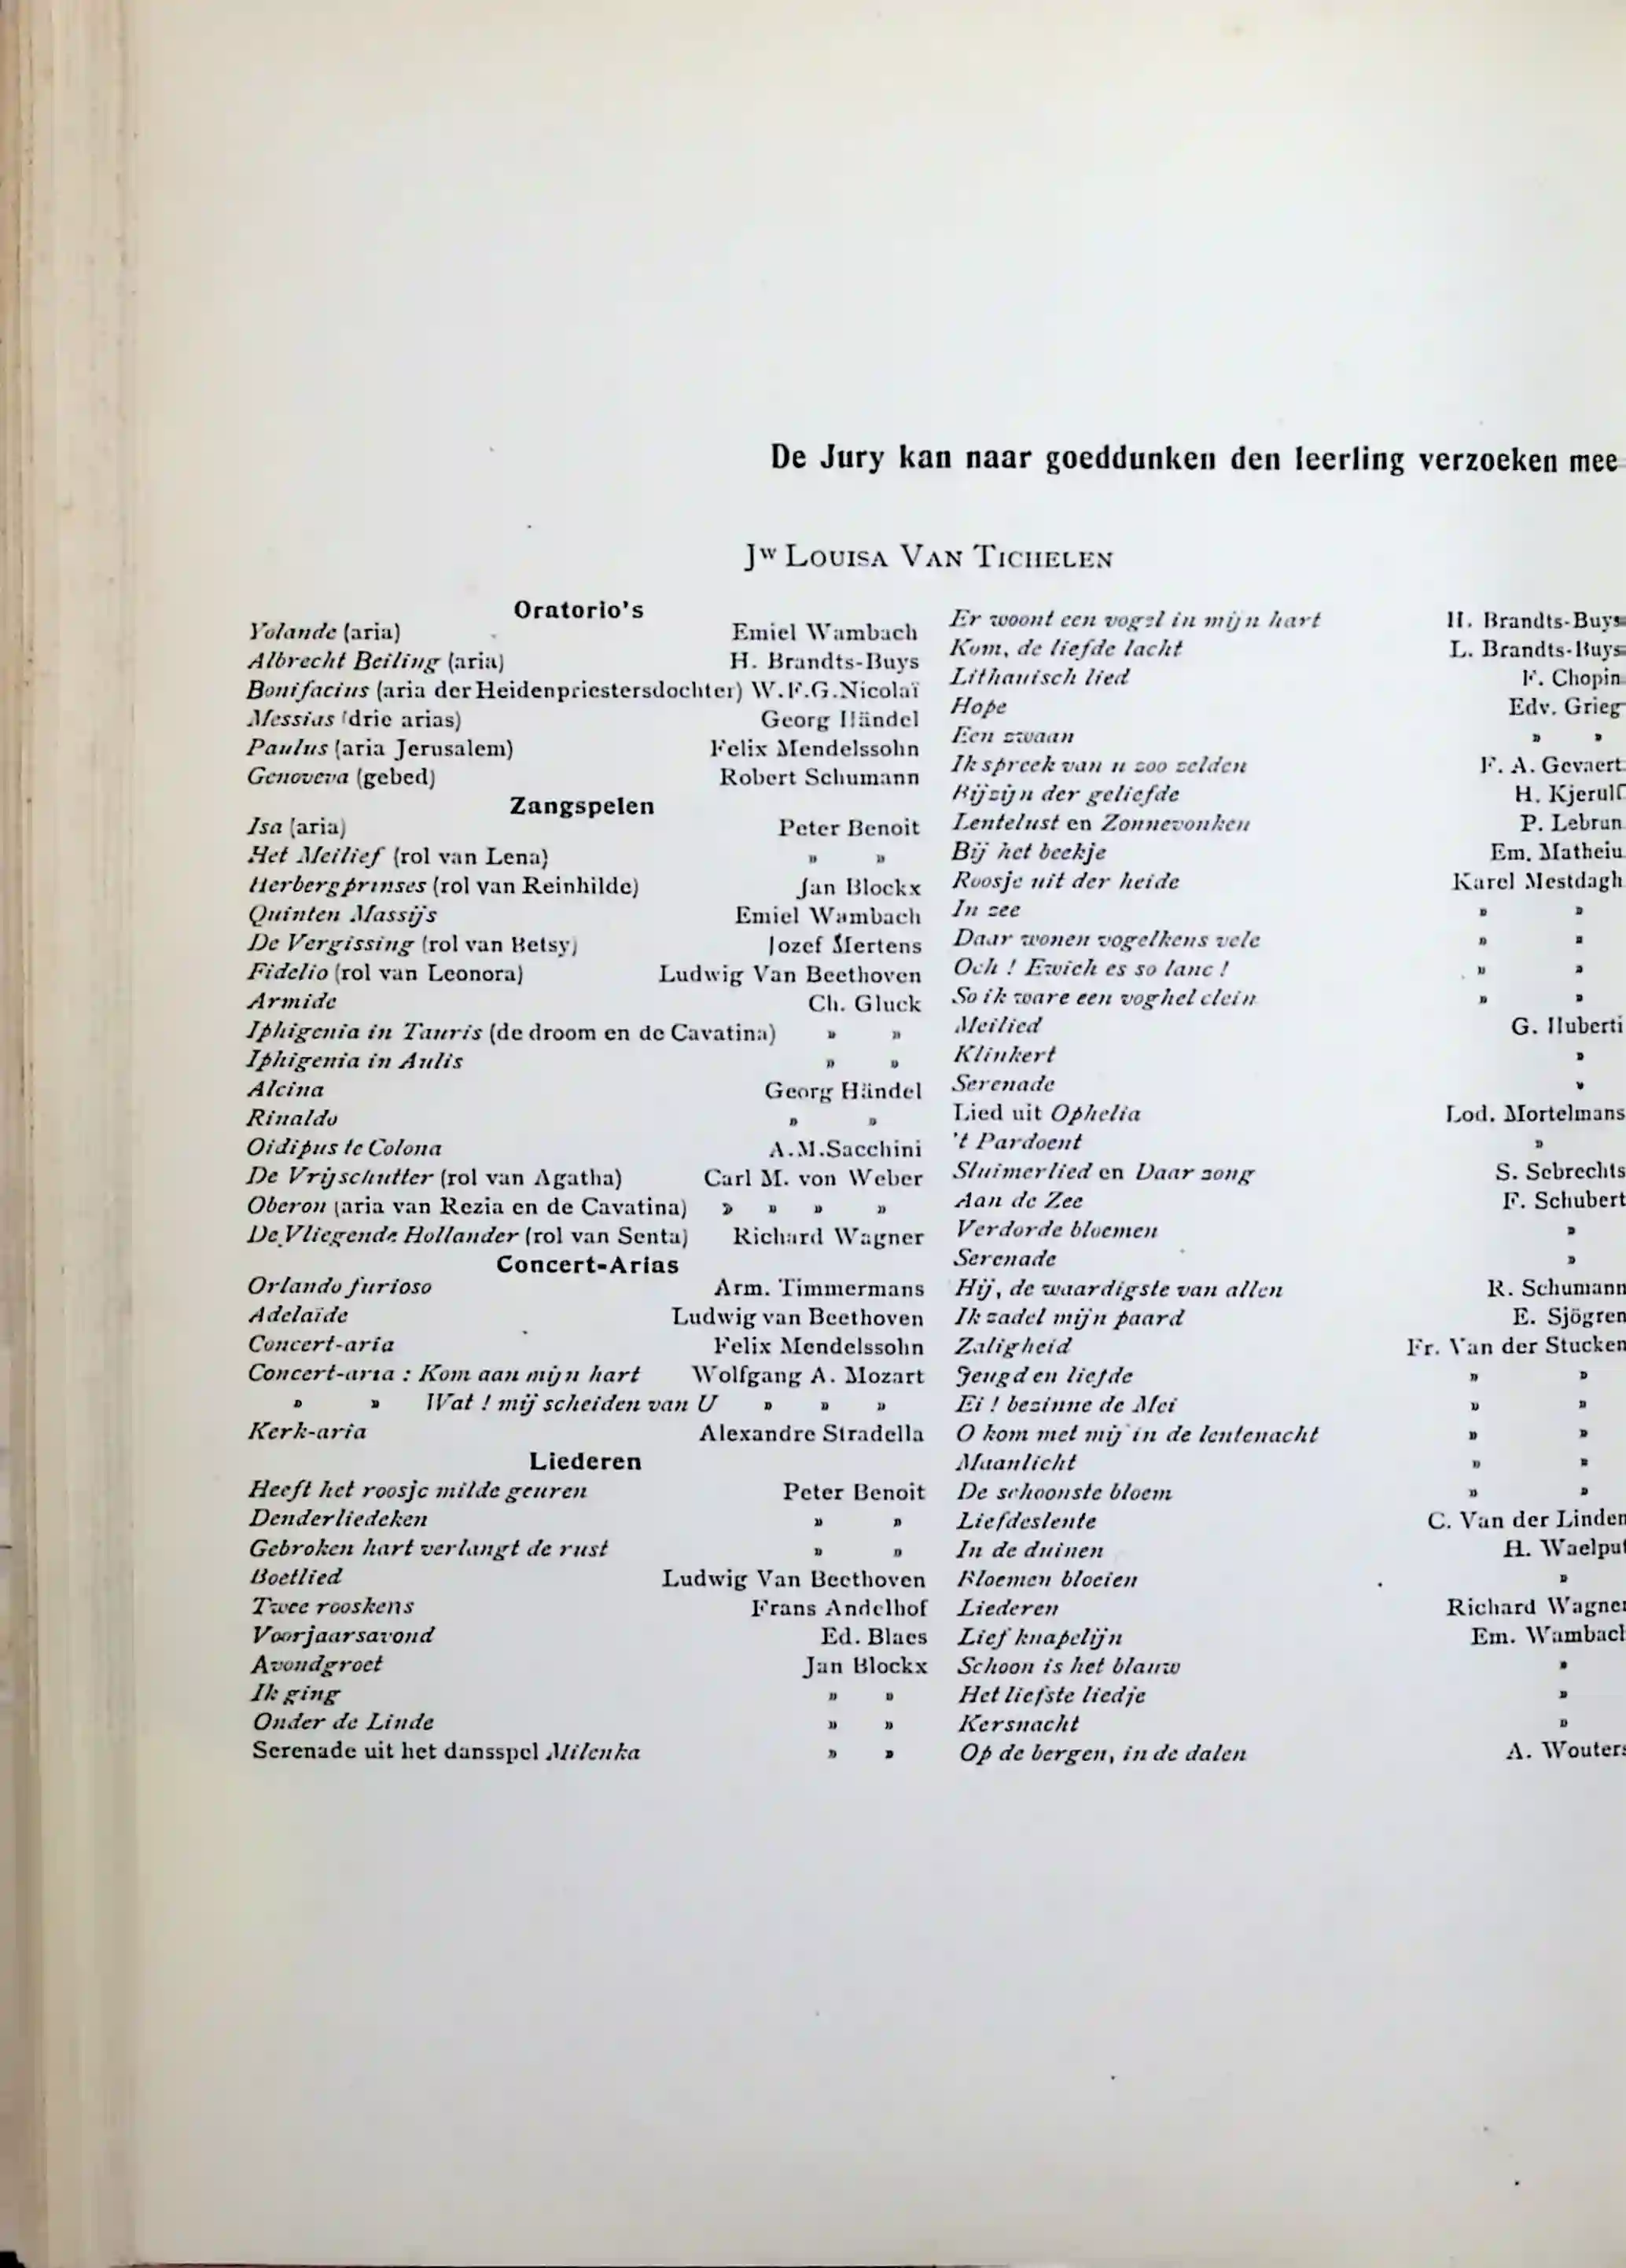 De Jury kan naar goeddunken den leerling verzoeken mee
Jw LOUISA VAN TICHELEN
Oratorio's
Yolande (aria) Emiel Wambach
Albrecht Beiling (aria) H. Brandts-Buys
Bonifacius (aria der Heidenpriestersdochter) W.F.G.Nicolaï
Messias (drie arias) Georg Händel
Paulus (aria Jerusalem) Felix Mendelssohn
Genoveva (gebed) Robert Schumann
Zangspelen
Isa (aria) Peter Benoit
Het Meilief (rol van Lena) » »
Herbergprinses (rol van Reinhilde) Jan Blockx
Quinten Massijs Emiel Wambach
De Vergissing (rol van Betsy) Jozef Mertens
Fidelio (rol van Leonora) Ludwig Van Beethoven
Armide Ch. Gluck
Iphigenia in Tauris (de droom en de Cavatina) » »
Iphigenia in Aulis » »
Alcina Georg Händel
Rinaldo » »
Oidipus te Colona A.M.Sacchini
De Vrijschutter (rol van Agatha) Carl M. von Weber
Oberon (aria van Rezia en de Cavatina) » » » »
De Vliegende Hollander (rol van Senta) Richard Wagner
Concert-Arias
Orlando furioso Arm. Timmermans
Adelaïde Ludwig van Beethoven
Concert-aria Felix Mendelssohn
Concert-aria : Kom aan mijn hart Wolfgang A. Mozart
» » Wat ! mij scheiden van U » » »
Kerk-aria Alexandre Stradella
Liederen
Heeft het roosje milde geuren Peter Benoit
Denderliedeken » »
Gebroken hart verlangt de rust » »
Boetlied Ludwig Van Beethoven
Twee rooskens Frans Andelhof
Voorjaarsavond Ed. Blaes
Avondgroet Jan Blockx
Ik ging » »
Onder de Linde » »
Serenade uit het dansspel Milenka » »
Er woont een vogel in mijn hart H. Brandts-Buys
Kom, de liefde lacht L. Brandts-Buys
Lithauisch lied F. Chopin
Hope Edv. Grieg
Een zwaan » »
Ik spreek van u zoo zelden F. A. Gevaert
Bijzijn der geliefde H. Kjerulf
Lentelust en Zonnevonken P. Lebrun
Bij het beekje Em. Matheiu
Roosje uit der heide Karel Mestdagh
In zee » »
Daar wonen vogelkens vele » »
Och ! Ewich es so lanc ! » »
So ik ware een voghel clein » »
Meilied G. Huberti
Klinkert »
Serenade »
Lied uit Ophelia Lod. Mortelmans
't Pardoent »
Sluimerlied en Daar zong S. Sebrechts
Aan de Zee F. Schubert
Verdorde bloemen »
Serenade »
Hij, de waardigste van allen R. Schumann
Ik zadel mijn paard E. Sjögren
Zaligheid Fr. Van der Stucken
Jeugd en liefde » »
Ei ! bezinne de Mei » »
O kom met mij in de lentenacht » »
Maanlicht » »
De schoonste bloem » »
Liefdeslente C. Van der Linden
In de duinen H. Waelput
Bloemen bloeien »
Liederen Richard Wagner
Lief knapelijn Em. Wambach
Schoon is het blauw »
Het liefste liedje »
Kersnacht »
Op de bergen, in de dalen A. Wouters